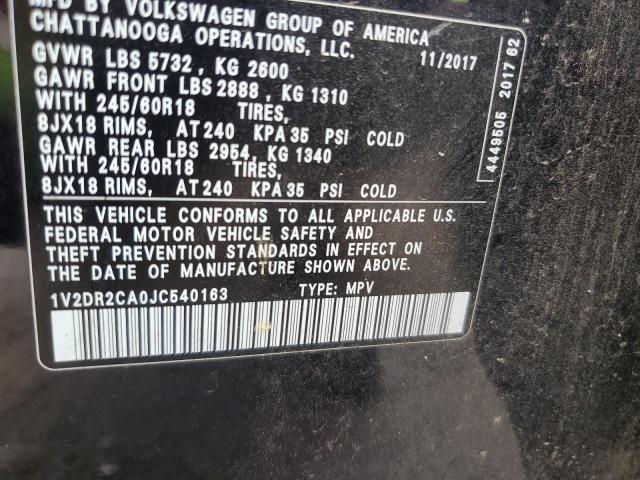 MFD BY VOLKSWAGEN GROUP OF AMERICA
CHATTANOOGA OPERATIONS, LLC.
11/2017
GVWR LBS 5732, KG 2600
GAWR FRONT LBS 2888, KG 1310
WITH 245/60R18 TIRES,
8JX18 RIMS, AT 240 KPA 35 PSI COLD
GAWR REAR LBS 2954, KG 1340
WITH 245/60R18 TIRES,
8JX18 RIMS, AT 240 KPA 35 PSI COLD
THIS VEHICLE CONFORMS TO ALL APPLICABLE U.S.
FEDERAL MOTOR VEHICLE SAFETY AND
THEFT PREVENTION STANDARDS IN EFFECT ON
THE DATE OF MANUFACTURE SHOWN ABOVE.
1V2DR2CA0JC540163 TYPE: MPV
4449505 2017 62